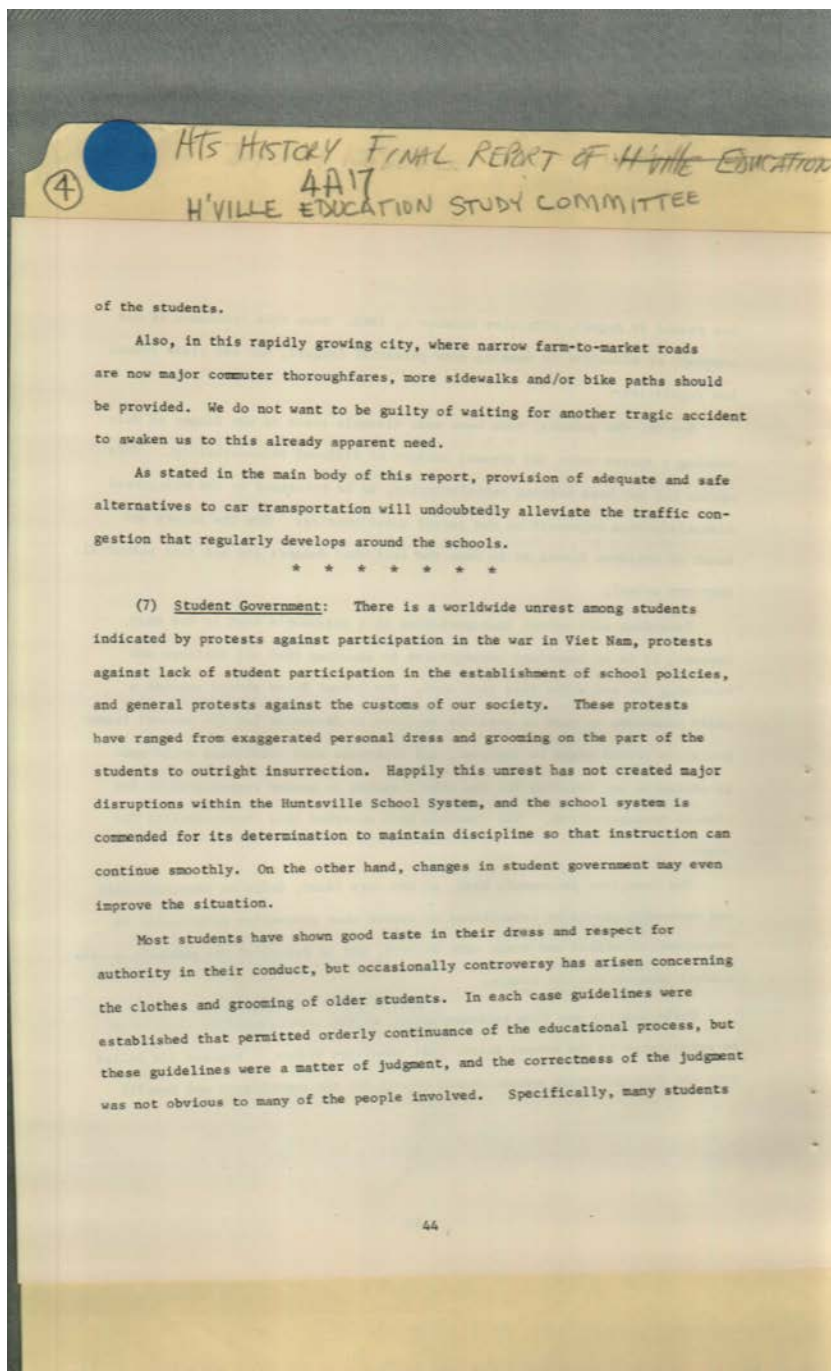 HTS HISTORY FINAL REPORT OF H'VILLE EDUCATION
4A17
④
H'VILLE EDUCATION STUDY COMMITTEE
of the students.
Also, in this rapidly growing city, where narrow farm-to-market roads
are now major commuter thoroughfares, more sidewalks and/or bike paths should
be provided. We do not want to be guilty of waiting for another tragic accident
to awaken us to this already apparent need.
As stated in the main body of this report, provision of adequate and safe
alternatives to car transportation will undoubtedly alleviate the traffic con-
gestion that regularly develops around the schools.
* * * * * * *
(7) Student Government: There is a worldwide unrest among students
indicated by protests against participation in the war in Viet Nam, protests
against lack of student participation in the establishment of school policies,
and general protests against the customs of our society. These protests
have ranged from exaggerated personal dress and grooming on the part of the
students to outright insurrection. Happily this unrest has not created major
disruptions within the Huntsville School System, and the school system is
commended for its determination to maintain discipline so that instruction can
continue smoothly. On the other hand, changes in student government may even
improve the situation.
Most students have shown good taste in their dress and respect for
authority in their conduct, but occasionally controversy has arisen concerning
the clothes and grooming of older students. In each case guidelines were
established that permitted orderly continuance of the educational process, but
these guidelines were a matter of judgment, and the correctness of the judgment
was not obvious to many of the people involved. Specifically, many students
44